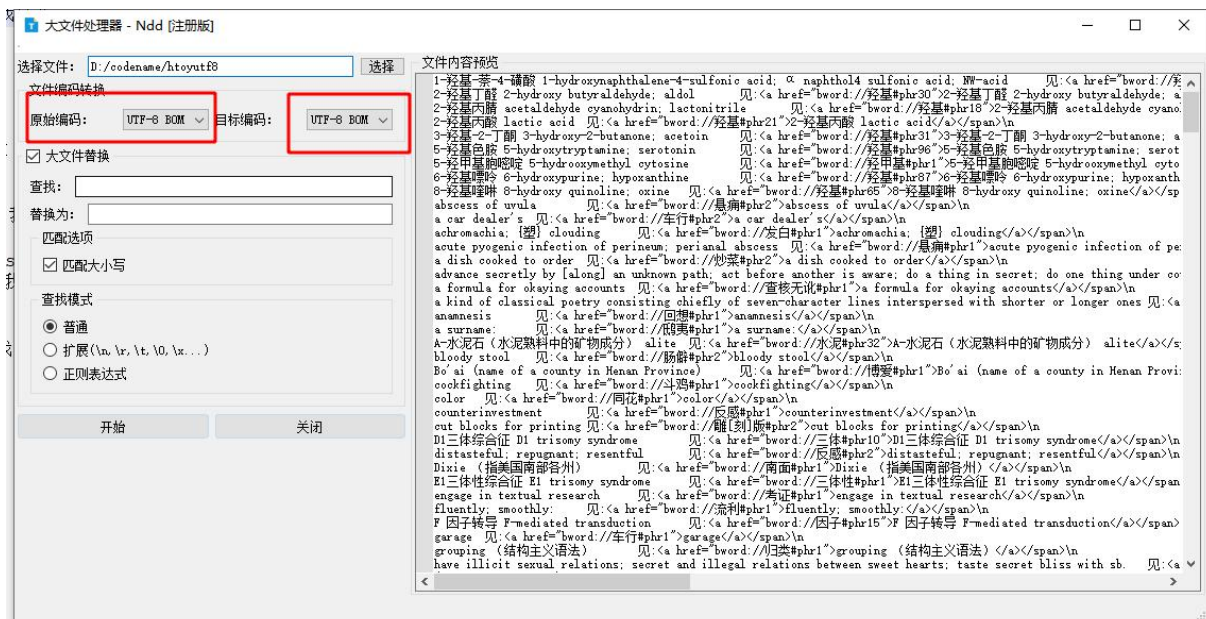 大文件处理器 - Ndd [注册版]
选择文件： D:/codename/htoyutf8 选择
文件编码转换
原始编码： UTF-8 BOM 目标编码： UTF-8 BOM
大文件替换
查找：
替换为：
匹配选项
匹配大小写
查找模式
普通
扩展(\n,\r,\t,\0,\x...)
正则表达式
开始 关闭
文件内容预览
1-羟基-萘-4-磺酸 1-hydroxynaphthalene-4-sulfonic acid; α naphthol4 sulfonic acid; NW-acid 见:<a href="bword://羟
2-羟基丁醛 2-hydroxy butyraldehyde; aldol 见:<a href="bword://羟基#phr30">2-羟基丁醛 2-hydroxy butyraldehyde; a
2-羟基丙腈 acetaldehyde cyanohydrin; lactonitrile 见:<a href="bword://羟基#phr18">2-羟基丙腈 acetaldehyde cyano
2-羟基丙酸 lactic acid 见:<a href="bword://羟基#phr21">2-羟基丙酸 lactic acid</a></span>\n
3-羟基-2-丁酮 3-hydroxy-2-butanone; acetoin 见:<a href="bword://羟基#phr31">3-羟基-2-丁酮 3-hydroxy-2-butanone; a
5-羟基色胺 5-hydroxytryptamine; serotonin 见:<a href="bword://羟基#phr96">5-羟基色胺 5-hydroxytryptamine; serot
5-羟甲基胞嘧啶 5-hydrooxymethyl cytosine 见:<a href="bword://羟甲基#phr1">5-羟甲基胞嘧啶 5-hydrooxymethyl cyto
6-羟基嘌呤 6-hydroxypurine; hypoxanthine 见:<a href="bword://羟基#phr87">6-羟基嘌呤 6-hydroxypurine; hypoxanth
8-羟基喹啉 8-hydroxy quinoline; oxine 见:<a href="bword://羟基#phr65">8-羟基喹啉 8-hydroxy quinoline; oxine</a></sp
abscess of uvula 见:<a href="bword://悬痈#phr2">abscess of uvula</a></span>\n
a car dealer's 见:<a href="bword://车行#phr2">a car dealer's</a></span>\n
achromachia; {塑} clouding 见:<a href="bword://发白#phr1">achromachia; {塑} clouding</a></span>\n
acute pyogenic infection of perineum; perianal abscess 见:<a href="bword://悬痈#phr1">acute pyogenic infection of pe
a dish cooked to order 见:<a href="bword://炒菜#phr2">a dish cooked to order</a></span>\n
advance secretly by [along] an unknown path; act before another is aware; do a thing in secret; do one thing under co
a formula for okaying accounts 见:<a href="bword://查核无讹#phr1">a formula for okaying accounts</a></span>\n
a kind of classical poetry consisting chiefly of seven-character lines interspersed with shorter or longer ones 见:<a
anamnesis 见:<a href="bword://回想#phr1">anamnesis</a></span>\n
a surname: 见:<a href="bword://鸱夷#phr1">a surname:</a></span>\n
A-水泥石（水泥熟料中的矿物成分） alite 见:<a href="bword://水泥#phr32">A-水泥石（水泥熟料中的矿物成分） alite</a></s
bloody stool 见:<a href="bword://肠僻#phr2">bloody stool</a></span>\n
Bo'ai (name of a county in Henan Province) 见:<a href="bword://博爱#phr1">Bo'ai (name of a county in Henan Provi
cockfighting 见:<a href="bword://斗鸡#phr1">cockfighting</a></span>\n
color 见:<a href="bword://同花#phr1">color</a></span>\n
counterinvestment 见:<a href="bword://反感#phr1">counterinvestment</a></span>\n
cut blocks for printing 见:<a href="bword://雕[刻]版#phr2">cut blocks for printing</a></span>\n
D1三体综合征 D1 trisomy syndrome 见:<a href="bword://三体#phr10">D1三体综合征 D1 trisomy syndrome</a></span>\n
distasteful; repugnant; resentful 见:<a href="bword://反感#phr2">distasteful; repugnant; resentful</a></span>\n
Dixie （指美国南部各州） 见:<a href="bword://南面#phr1">Dixie （指美国南部各州）</a></span>\n
E1三体性综合征 E1 trisomy syndrome 见:<a href="bword://三体性#phr1">E1三体性综合征 E1 trisomy syndrome</a></span
engage in textual research 见:<a href="bword://考证#phr1">engage in textual research</a></span>\n
fluently; smoothly: 见:<a href="bword://流利#phr1">fluently; smoothly:</a></span>\n
F 因子转导 F-mediated transduction 见:<a href="bword://因子#phr15">F 因子转导 F-mediated transduction</a></span>
garage 见:<a href="bword://车行#phr1">garage</a></span>\n
grouping （结构主义语法） 见:<a href="bword://归类#phr1">grouping （结构主义语法）</a></span>\n
have illicit sexual relations; secret and illegal relations between sweet hearts; taste secret bliss with sb. 见:<a